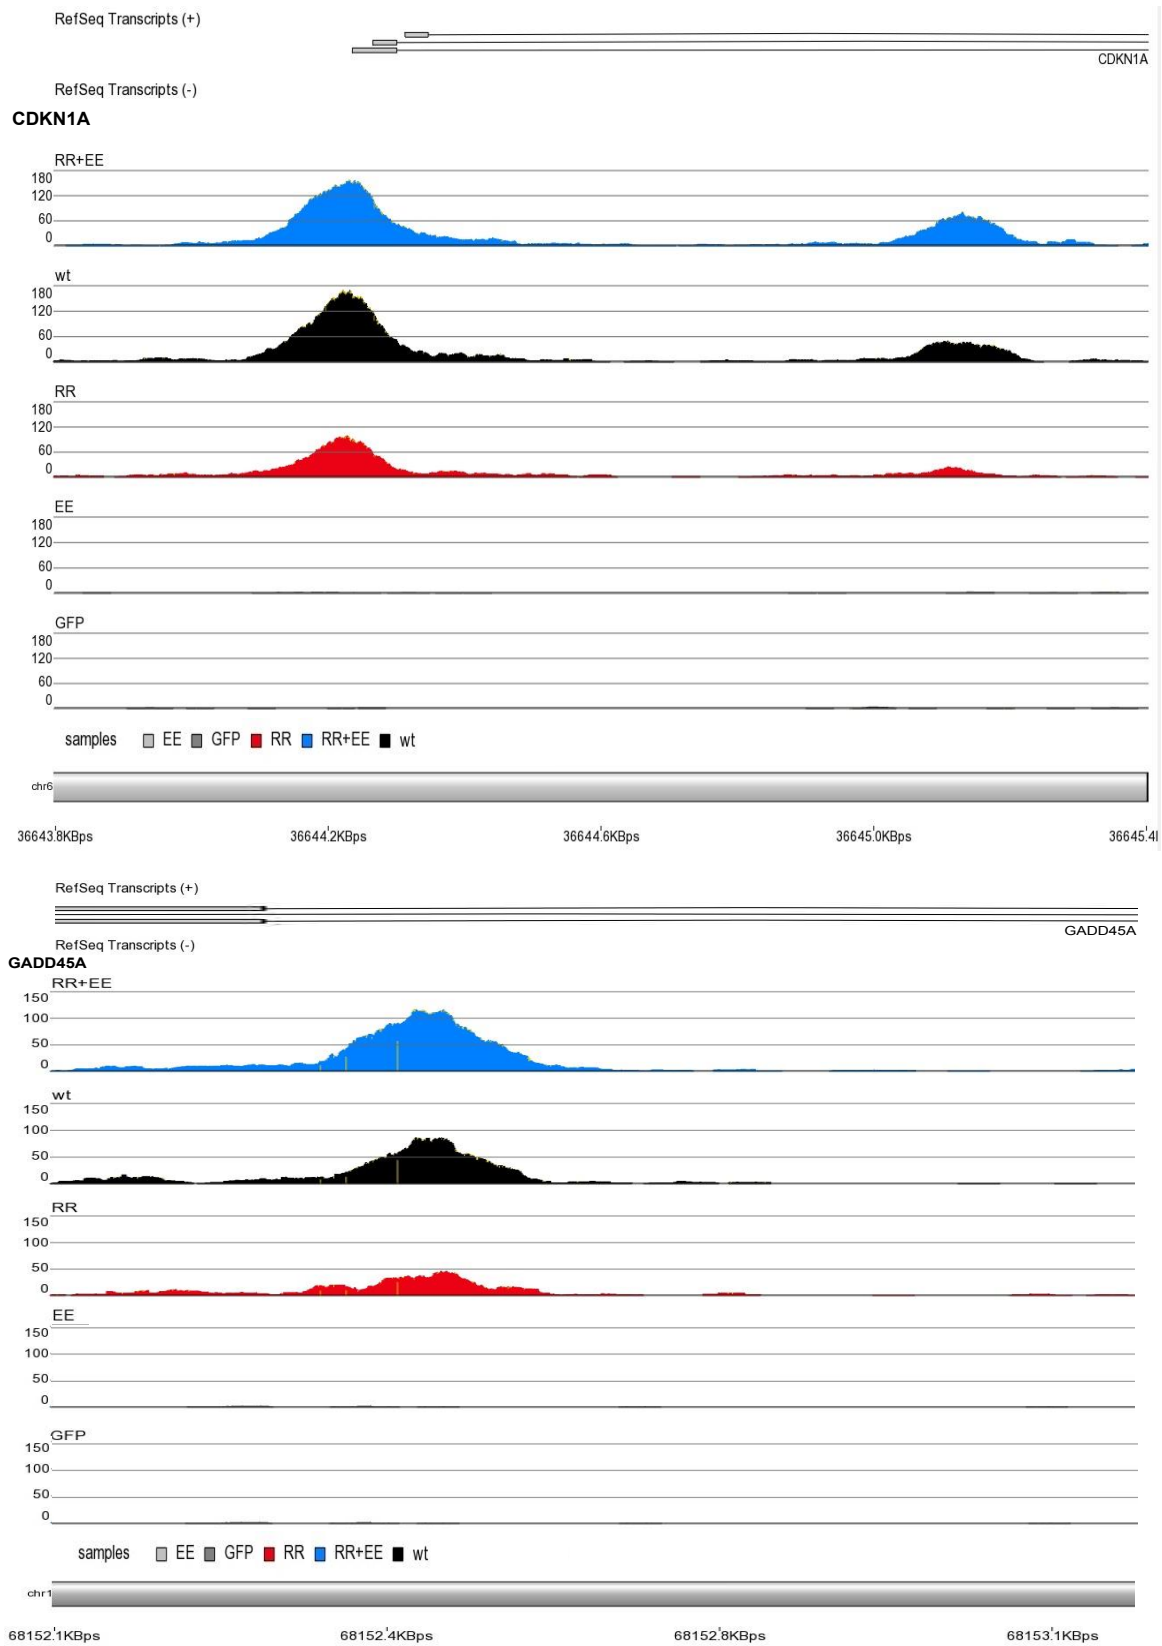 RefSeq Transcripts (+)
CDKN1A
RefSeq Transcripts (-)
CDKN1A
RR+EE
180
120
60
0
wt
180
120
60
0
RR
180
120
60
0
EE
180
120
60
0
GFP
180
120
60
0
samples EE GFP RR RR+EE wt
chr6
36643.8KBps 36644.2KBps 36644.6KBps 36645.0KBps 36645.4
RefSeq Transcripts (+)
GADD45A
RefSeq Transcripts (-)
GADD45A
RR+EE
150
100
50
0
wt
150
100
50
0
RR
150
100
50
0
EE
150
100
50
0
GFP
150
100
50
0
samples EE GFP RR RR+EE wt
chr1
68152.1KBps 68152.4KBps 68152.8KBps 68153.1KBps